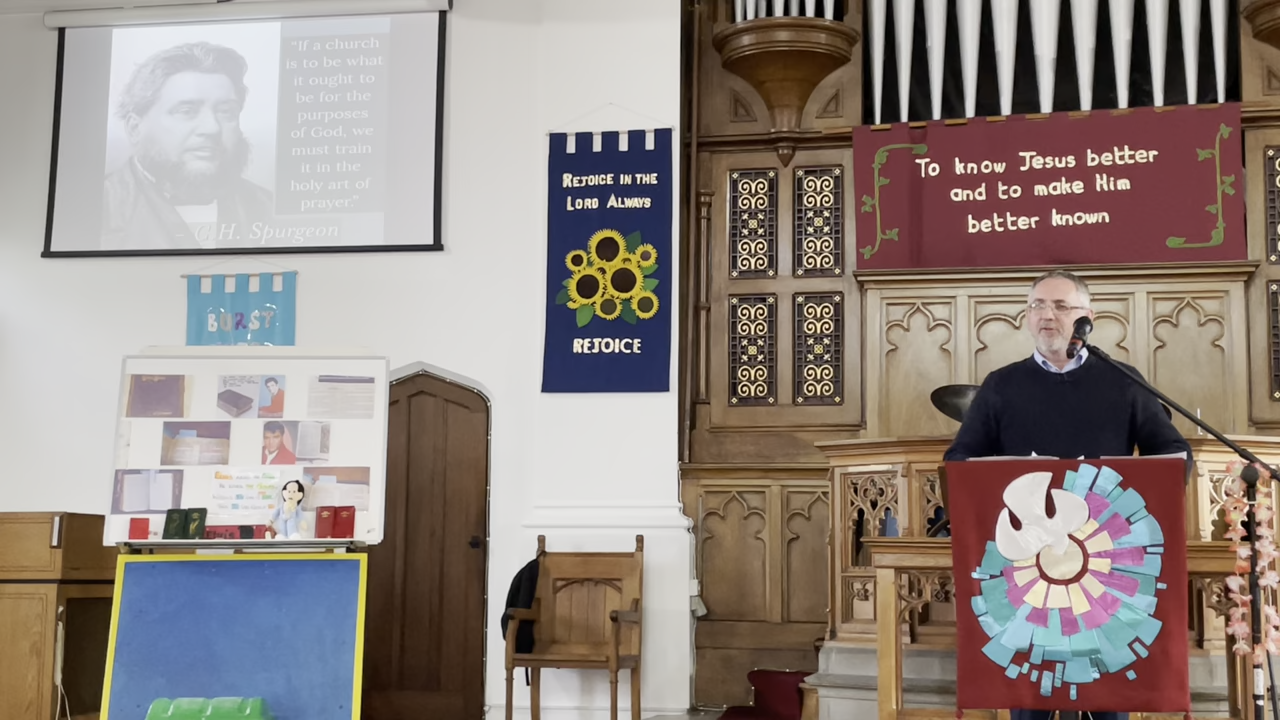 "If a church
is to be what
it ought to
be for the
purposes
of God, we
must train
it in the
holy art of
prayer."
– C.H. Spurgeon
BURST
REJOICE IN THE
LORD ALWAYS
REJOICE
To know Jesus better
and to make Him
better known